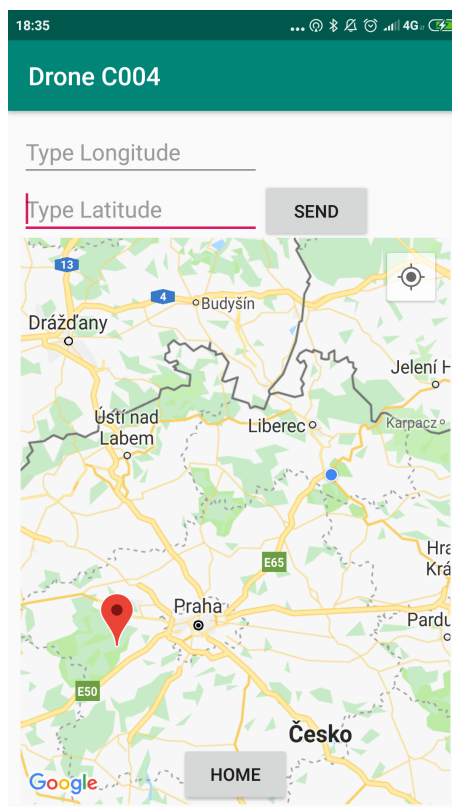 18:35
... 4G
Drone C004
Type Longitude
Type Latitude
SEND
13
4
Budyšín
Drážďany
Jelení H
Ústí nad
Labem
Liberec
Karpacz
E65
Hra
Krá
Praha
Pardu
E50
Česko
Google
HOME